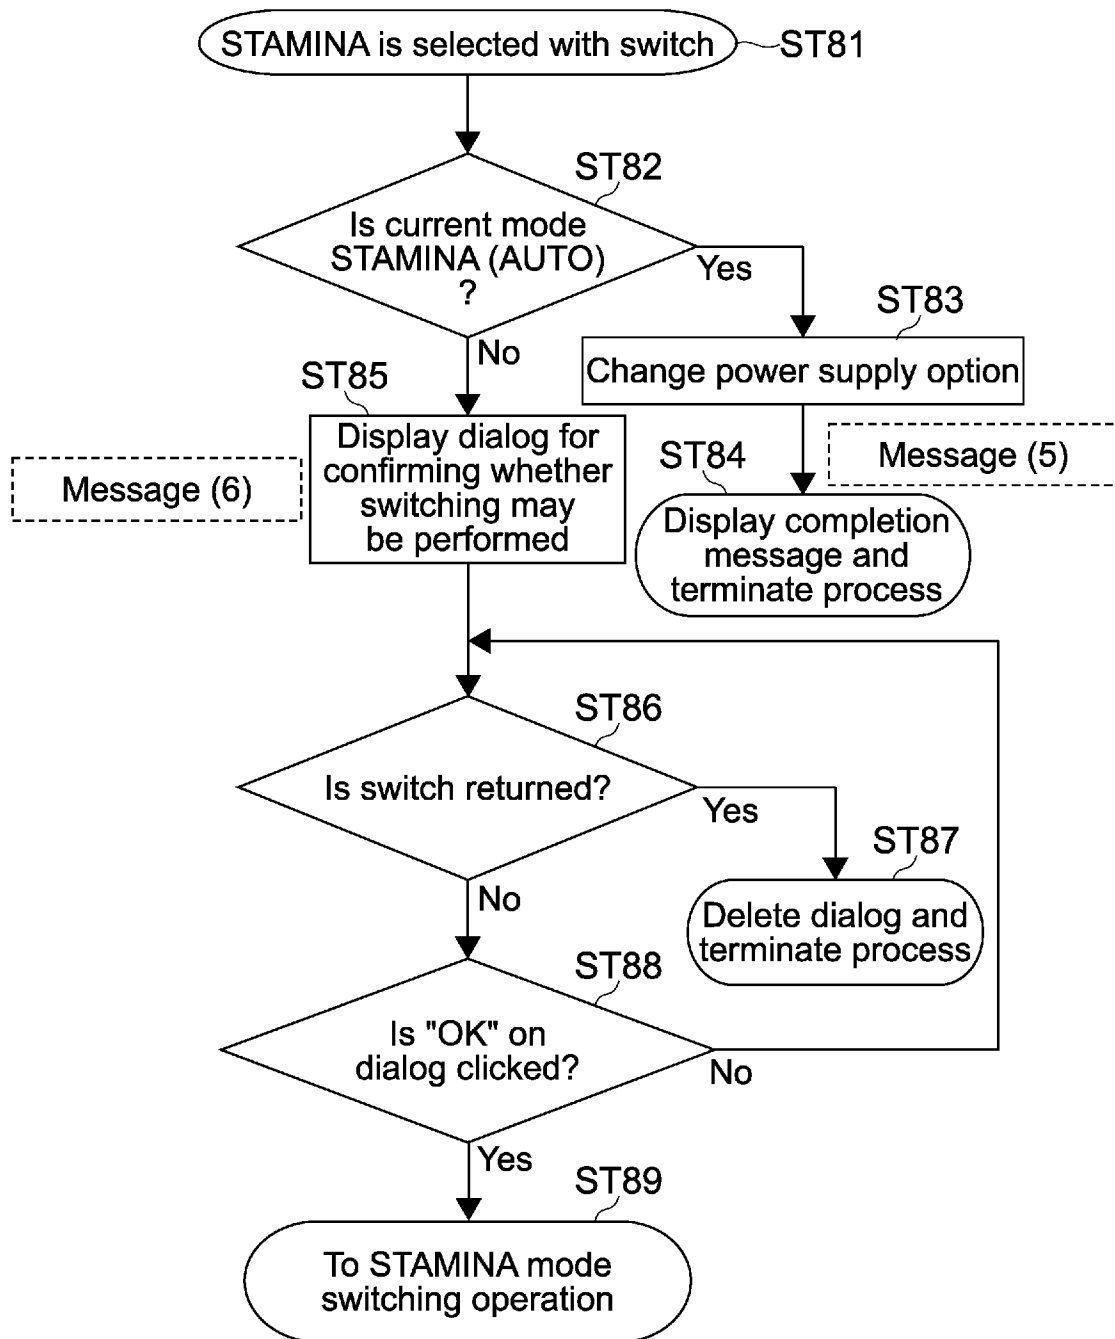 STAMINA is selected with switch
ST81
ST82
Is current mode
STAMINA (AUTO)
?
Yes
No
ST83
Change power supply option
ST85
Display dialog for
confirming whether
switching may
be performed
Message (6)
Message (5)
ST84
Display completion
message and
terminate process
ST86
Is switch returned?
Yes
No
ST87
Delete dialog and
terminate process
ST88
Is "OK" on
dialog clicked?
No
Yes
ST89
To STAMINA mode
switching operation